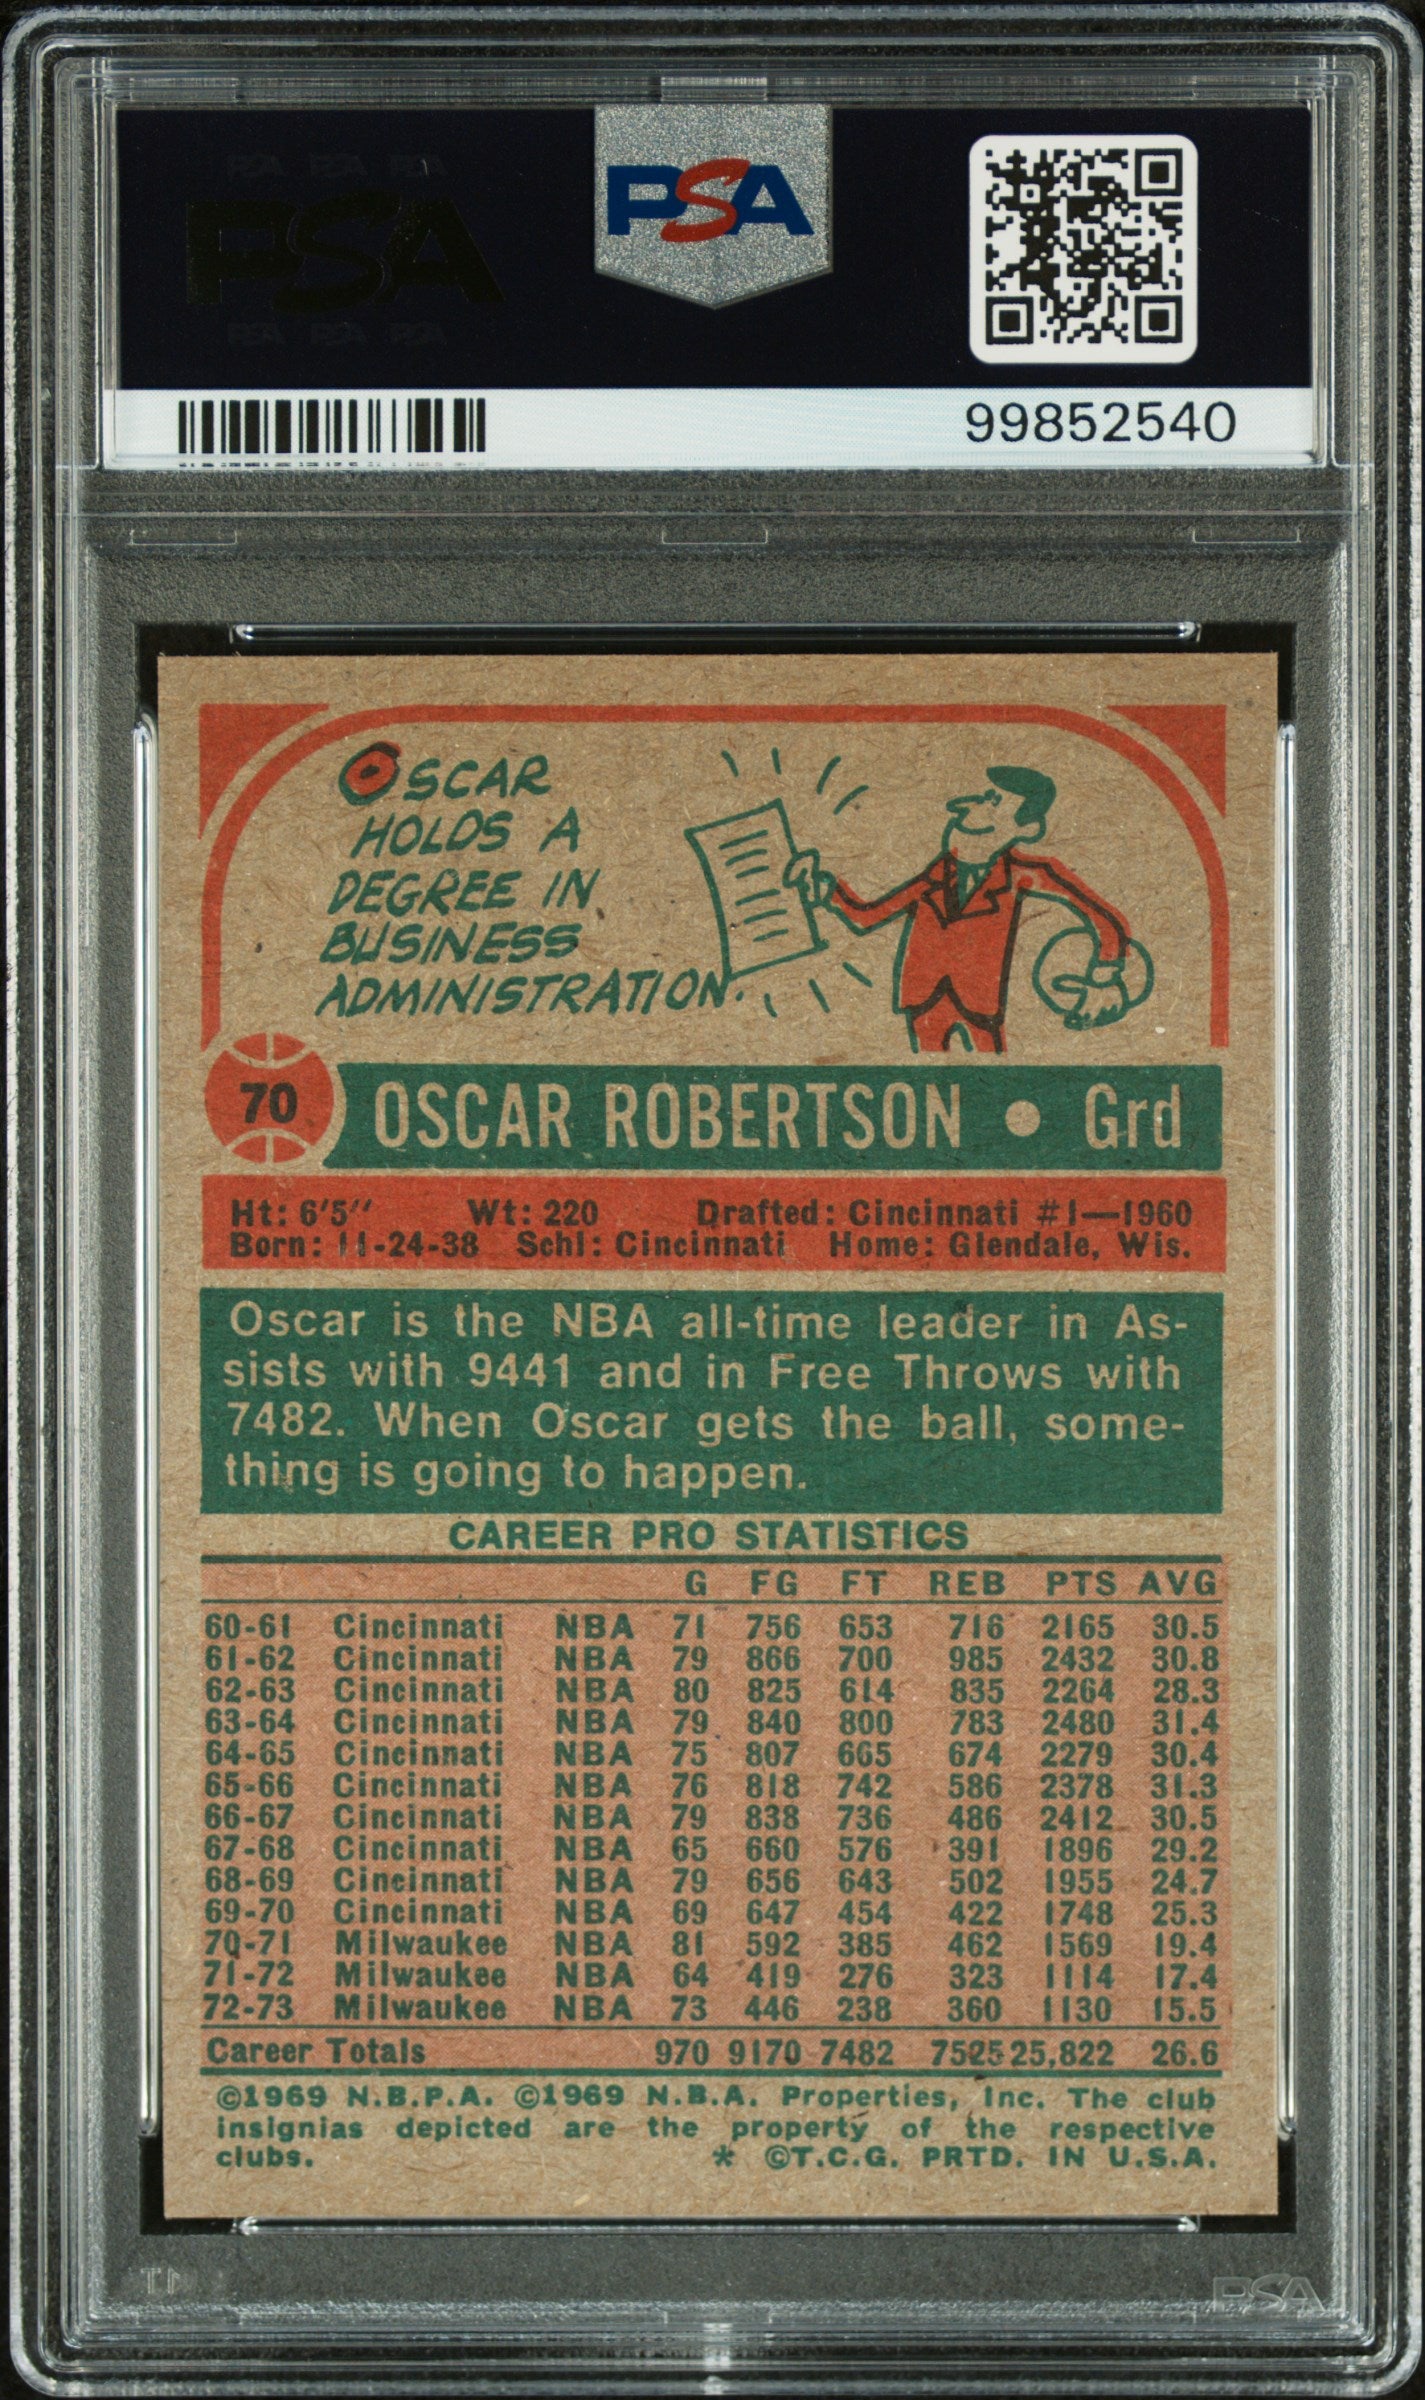 PSA PSA PSA
PSA
PSA PSA PSA
PSA
99852540
OSCAR
HOLDS A
DEGREE IN
BUSINESS
ADMINISTRATION.
70 OSCAR ROBERTSON • Grd
Ht: 6'5" Wt: 220 Drafted: Cincinnati #1—1960
Born: 11-24-38 Schl: Cincinnati Home: Glendale, Wis.
Oscar is the NBA all-time leader in As-
sists with 9441 and in Free Throws with
7482. When Oscar gets the ball, some-
thing is going to happen.
CAREER PRO STATISTICS
G FG FT REB PTS AVG
60-61 Cincinnati NBA 71 756 653 716 2165 30.5
61-62 Cincinnati NBA 79 866 700 985 2432 30.8
62-63 Cincinnati NBA 80 825 614 835 2264 28.3
63-64 Cincinnati NBA 79 840 800 783 2480 31.4
64-65 Cincinnati NBA 75 807 665 674 2279 30.4
65-66 Cincinnati NBA 76 818 742 586 2378 31.3
66-67 Cincinnati NBA 79 838 736 486 2412 30.5
67-68 Cincinnati NBA 65 660 576 391 1896 29.2
68-69 Cincinnati NBA 79 656 643 502 1955 24.7
69-70 Cincinnati NBA 69 647 454 422 1748 25.3
70-71 Milwaukee NBA 81 592 385 462 1569 19.4
71-72 Milwaukee NBA 64 419 276 323 1114 17.4
72-73 Milwaukee NBA 73 446 238 360 1130 15.5
Career Totals 970 9170 7482 7525 25,822 26.6
©1969 N.B.P.A. ©1969 N.B.A. Properties, Inc. The club
insignias depicted are the property of the respective
clubs. * ©T.C.G. PRTD. IN U.S.A.
PSA